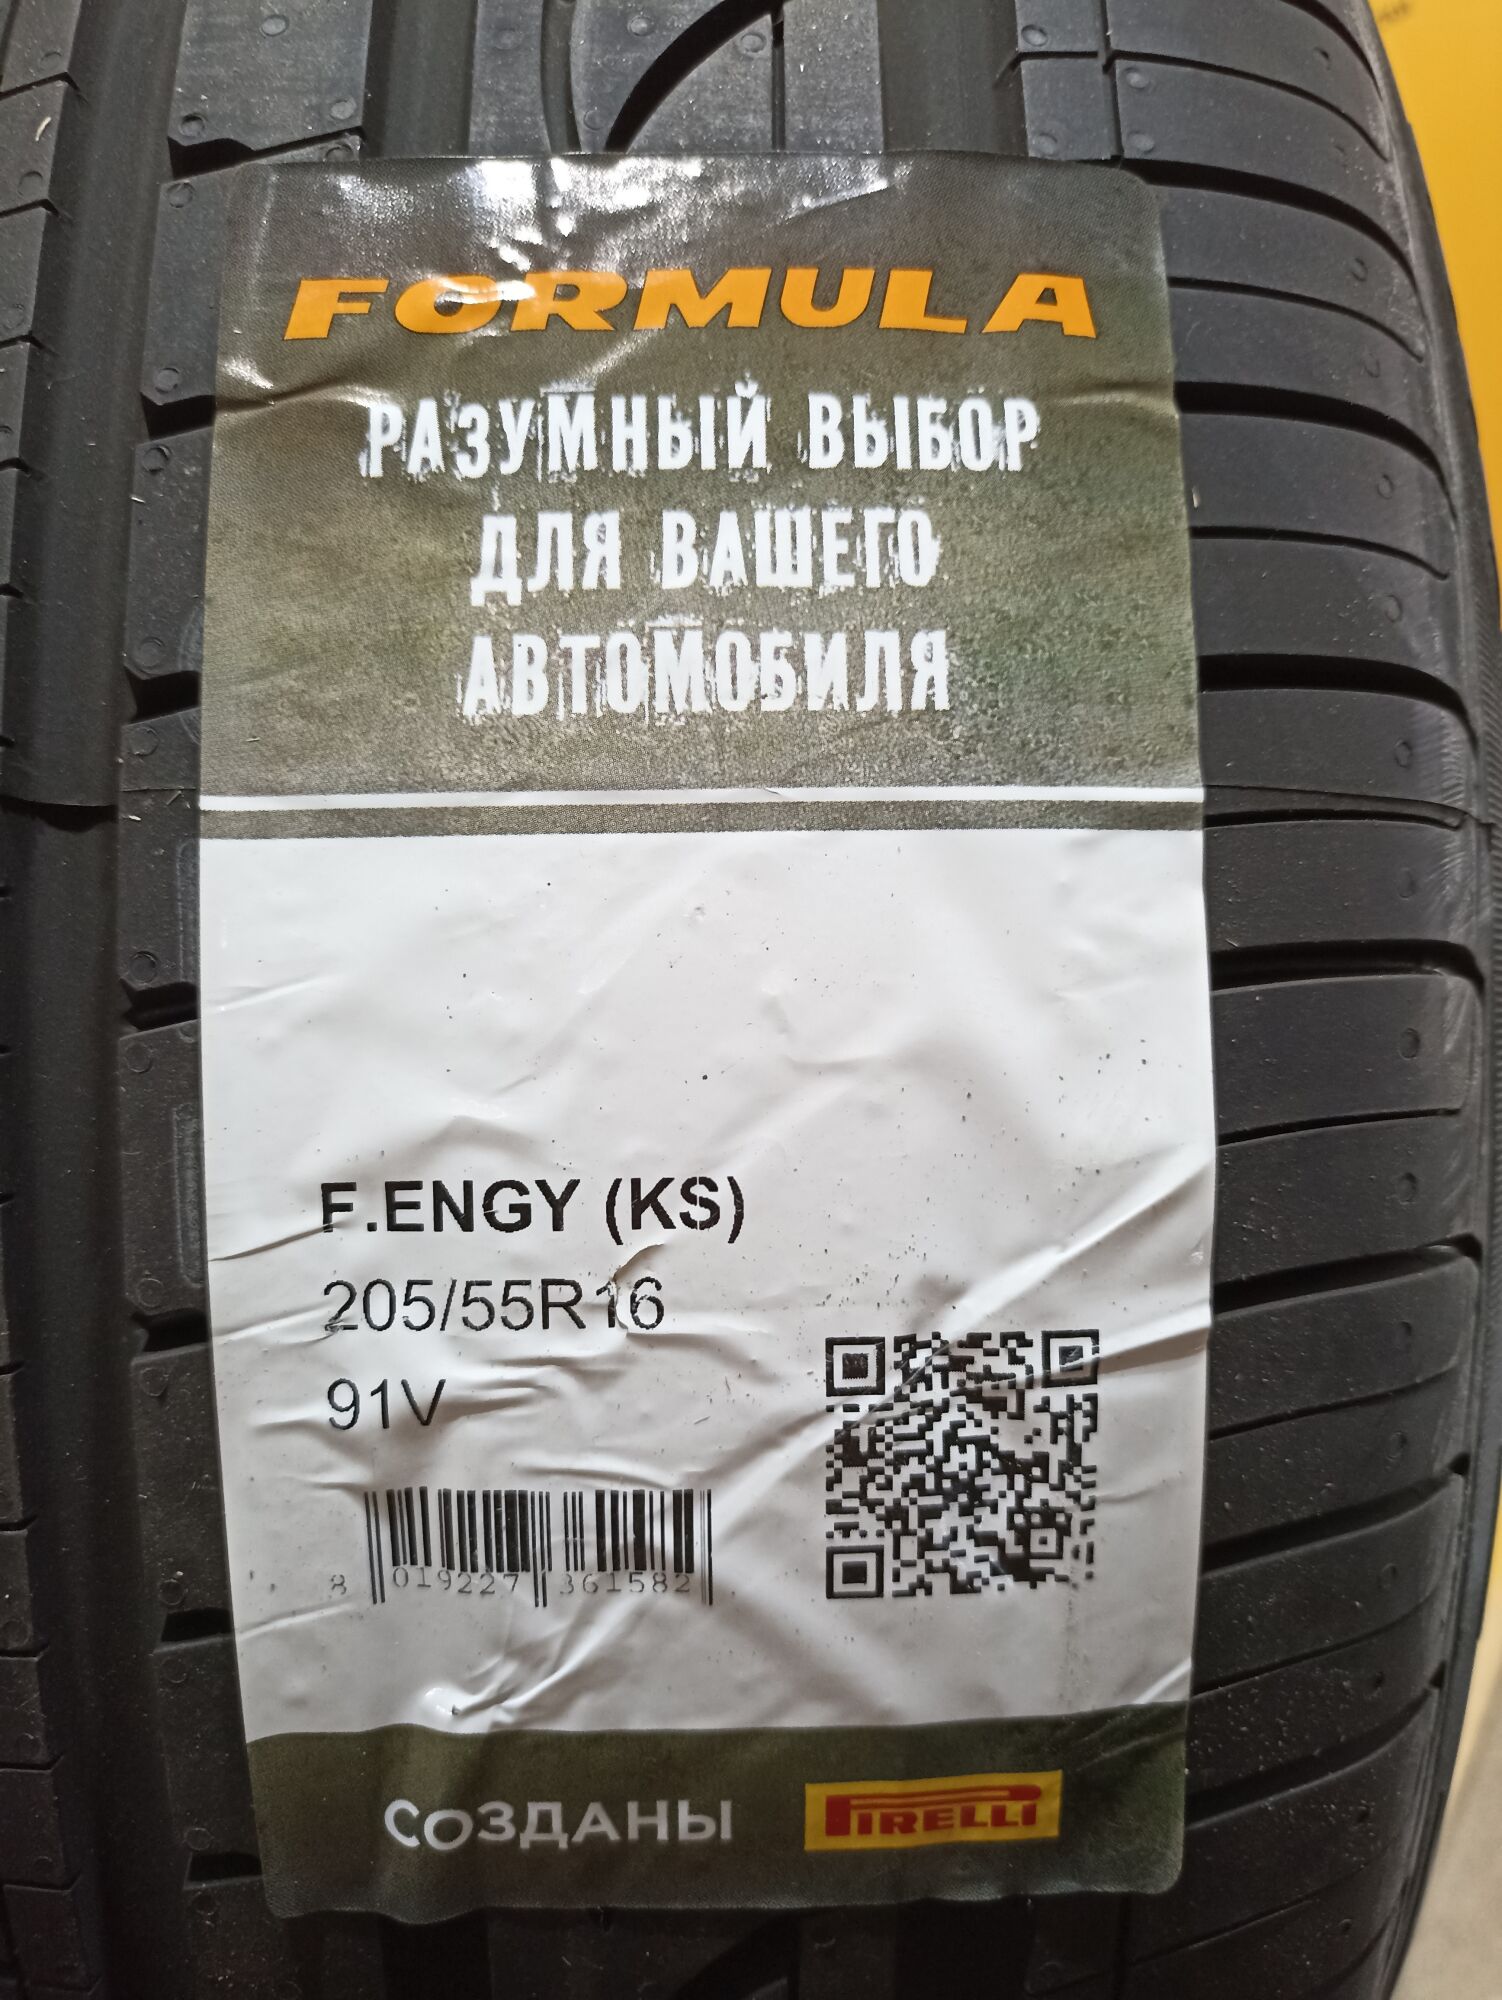 FORMULA
РАЗУМНЫЙ ВЫБОР
ДЛЯ ВАШЕГО
АВТОМОБИЛЯ
F.ENGY (KS)
205/55R16
91V
8 019227 361582
СОЗДАНЫ PIRELLI